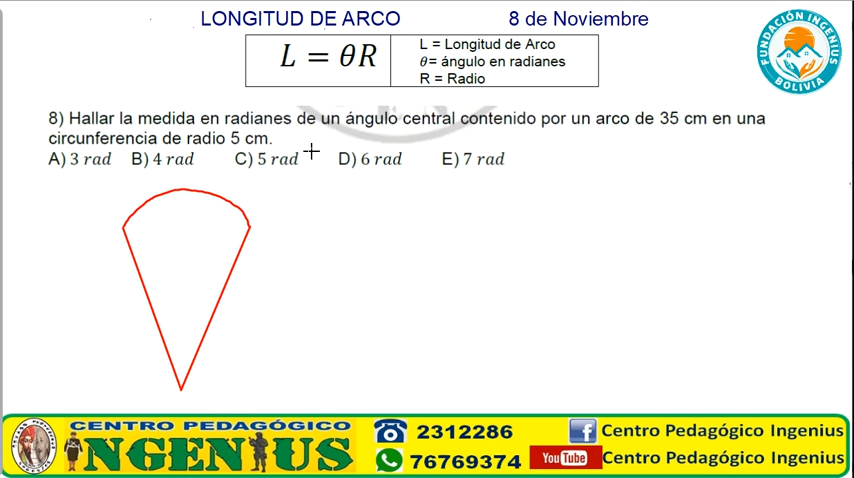 LONGITUD DE ARCO 8 de Noviembre
L = θR
L = Longitud de Arco
θ= ángulo en radianes
R = Radio
FUNDACIÓN INGENIUS
BOLIVIA
8) Hallar la medida en radianes de un ángulo central contenido por un arco de 35 cm en una
circunferencia de radio 5 cm.
A) 3 rad B) 4 rad C) 5 rad D) 6 rad E) 7 rad
CENTRO PEDAGÓGICO
INGENIUS
2312286
76769374
Centro Pedagógico Ingenius
YouTube Centro Pedagógico Ingenius